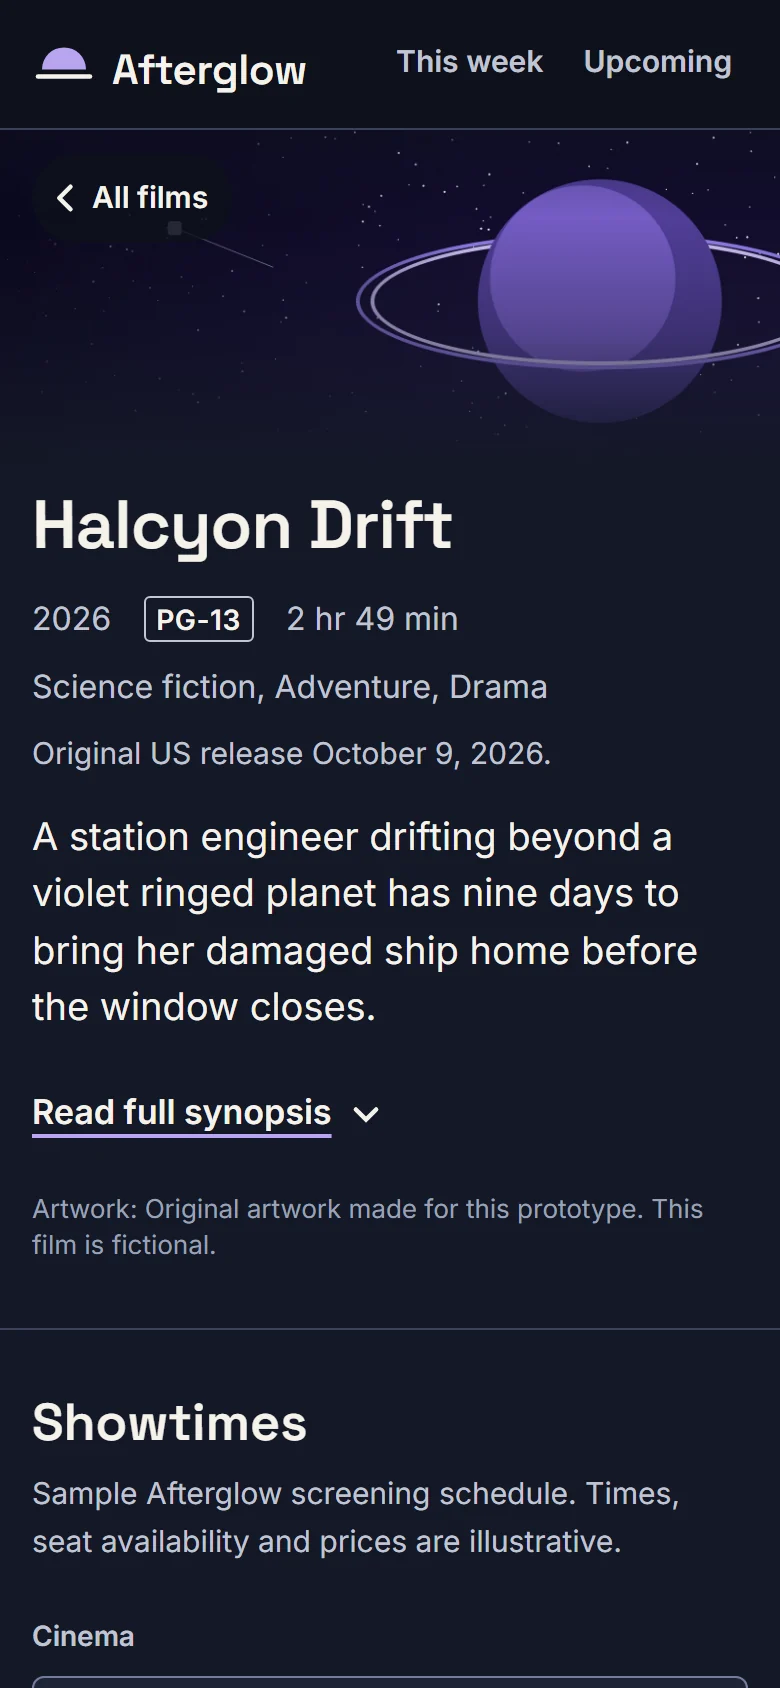 Afterglow
This week
Upcoming
All films
Halcyon Drift
2026 PG-13 2 hr 49 min
Science fiction, Adventure, Drama
Original US release October 9, 2026.
A station engineer drifting beyond a
violet ringed planet has nine days to
bring her damaged ship home before
the window closes.
Read full synopsis
Artwork: Original artwork made for this prototype. This
film is fictional.
Showtimes
Sample Afterglow screening schedule. Times,
seat availability and prices are illustrative.
Cinema